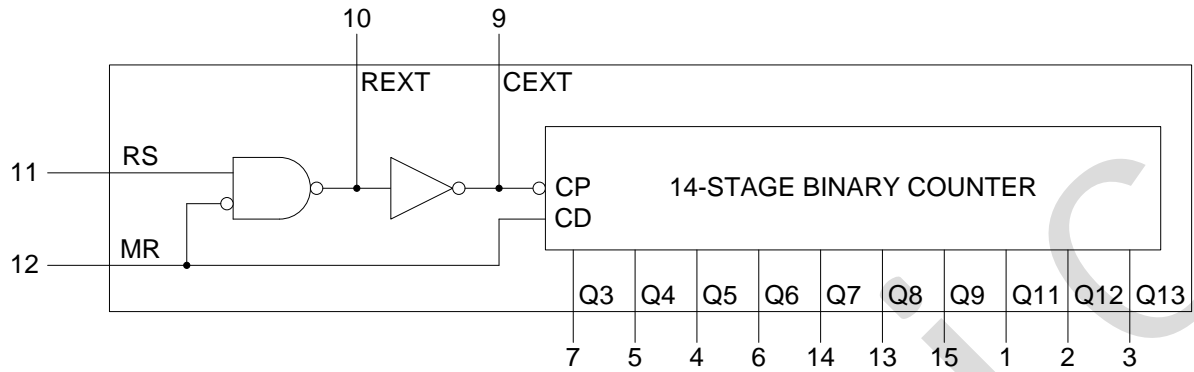 10 9
REXT CEXT
11 RS
CP 14-STAGE BINARY COUNTER
CD
12 MR
Q3 Q4 Q5 Q6 Q7 Q8 Q9 Q11 Q12 Q13
7 5 4 6 14 13 15 1 2 3